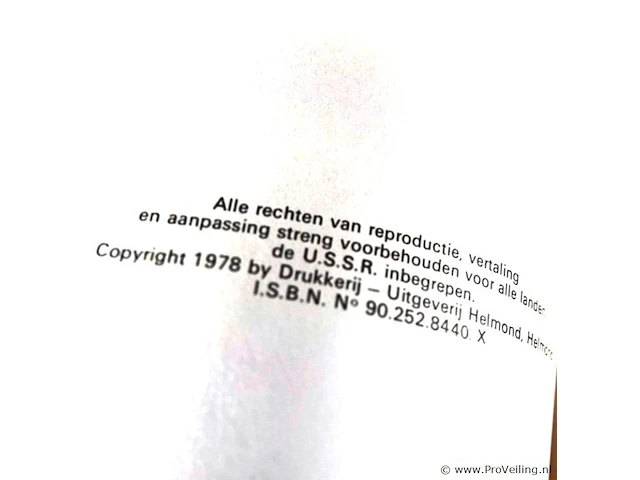 Alle rechten van reproductie, vertaling
en aanpassing streng voorbehouden voor alle landen
de U.S.S.R. inbegrepen.
Copyright 1978 by Drukkerij – Uitgeverij Helmond, Helmond
I.S.B.N. Nº 90.252.8440. X
© www.ProVeiling.nl